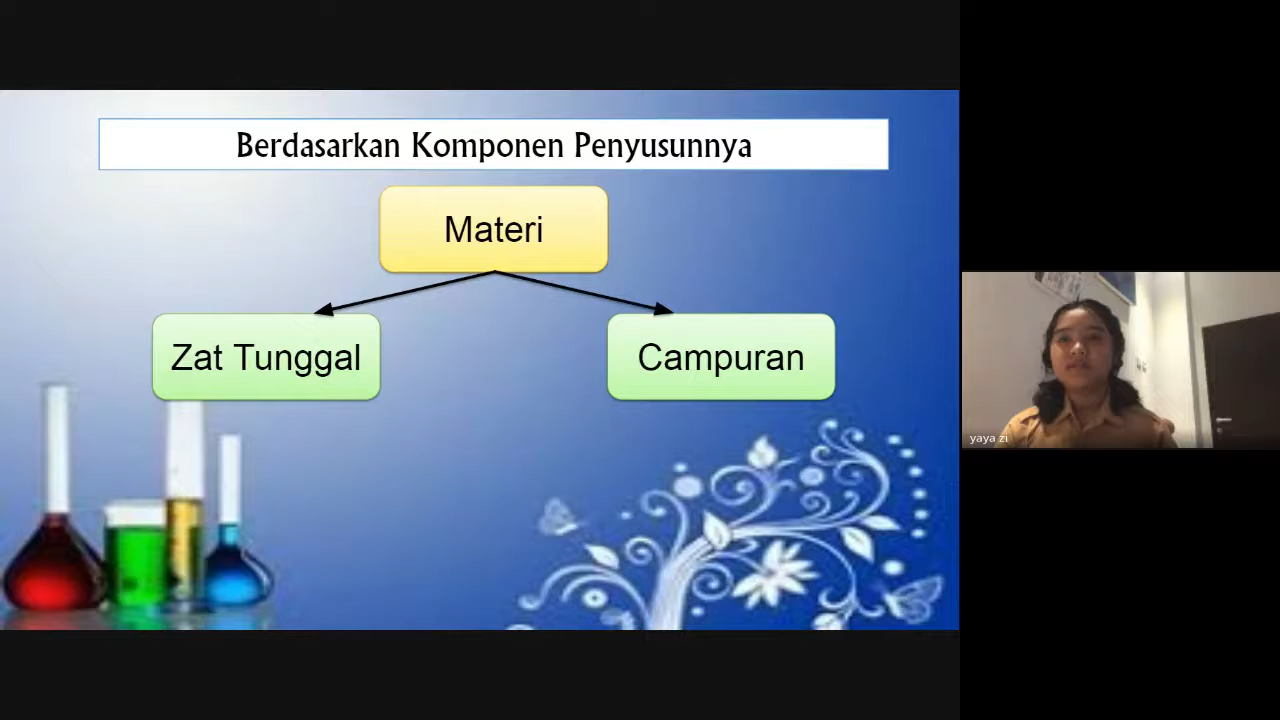 Berdasarkan Komponen Penyusunnya
Materi
Zat Tunggal
Campuran
yaya zi